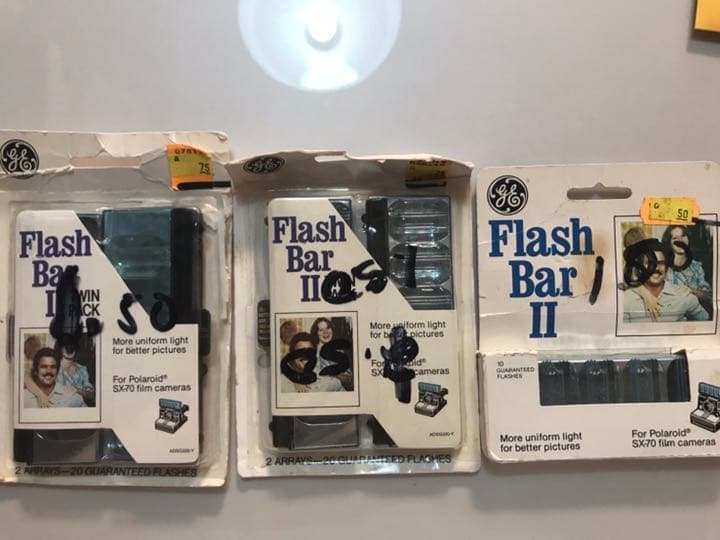 GE
75
Flash
Bar
II
TWIN
PACK
50
More uniform light
for better pictures
For Polaroid®
SX-70 film cameras
2 ARRAYS—20 GUARANTEED FLASHES
GE
Flash
Bar
II
More uniform light
for better pictures
For Polaroid®
SX-70 film cameras
2 ARRAYS—20 GUARANTEED FLASHES
GE
G
50
Flash
Bar
II
10
GUARANTEED
FLASHES
More uniform light
for better pictures
For Polaroid®
SX-70 film cameras